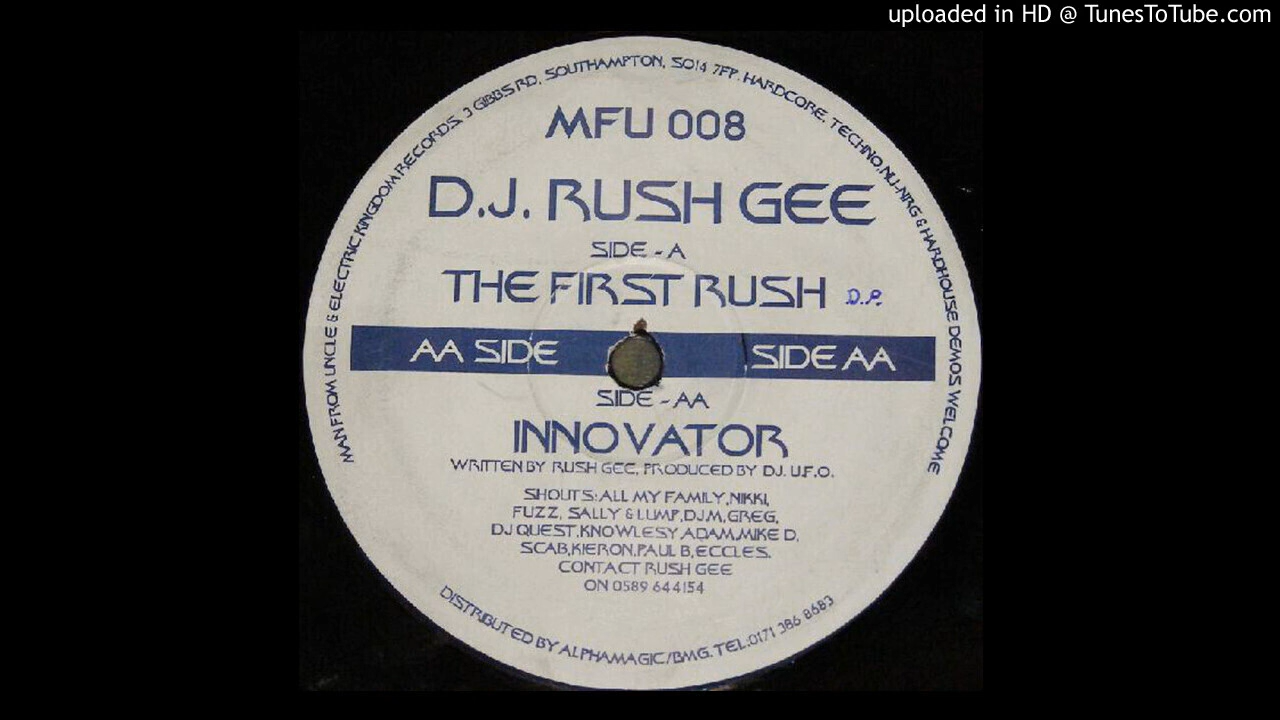 uploaded in HD @ TunesToTube.com
MAN FROM UNCLE & ELECTRIC KINGDOM RECORDS. 3 GIBBS RD, SOUTHAMPTON, SO14 7FP. HARDCORE, TECHNO, NU-NRG & HARDHOUSE DEMOS WELCOME
MFU 008
D.J. RUSH GEE
SIDE - A
THE FIRST RUSH D.P.
AA SIDE SIDE AA
SIDE - AA
INNOVATOR
WRITTEN BY RUSH GEE, PRODUCED BY DJ. U.F.O.
SHOUTS: ALL MY FAMILY, NIKKI,
FUZZ, SALLY & LUMP, DJ.M, GREG,
DJ QUEST, KNOWLESY, ADAM, MIKE D,
SCAB, KIERON, PAUL B, ECCLES.
CONTACT RUSH GEE
ON 0589 644154
DISTRIBUTED BY ALPHAMAGIC/BMG. TEL:0171 386 8683